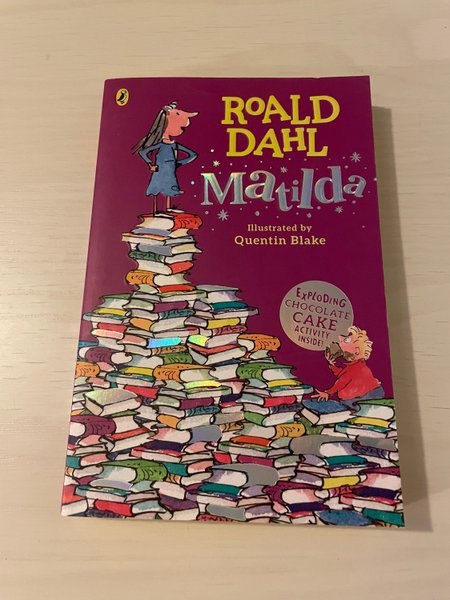 ROALD
DAHL
Matilda
Illustrated by
Quentin Blake
EXPLODING
CHOCOLATE
CAKE
ACTIVITY
INSIDE!